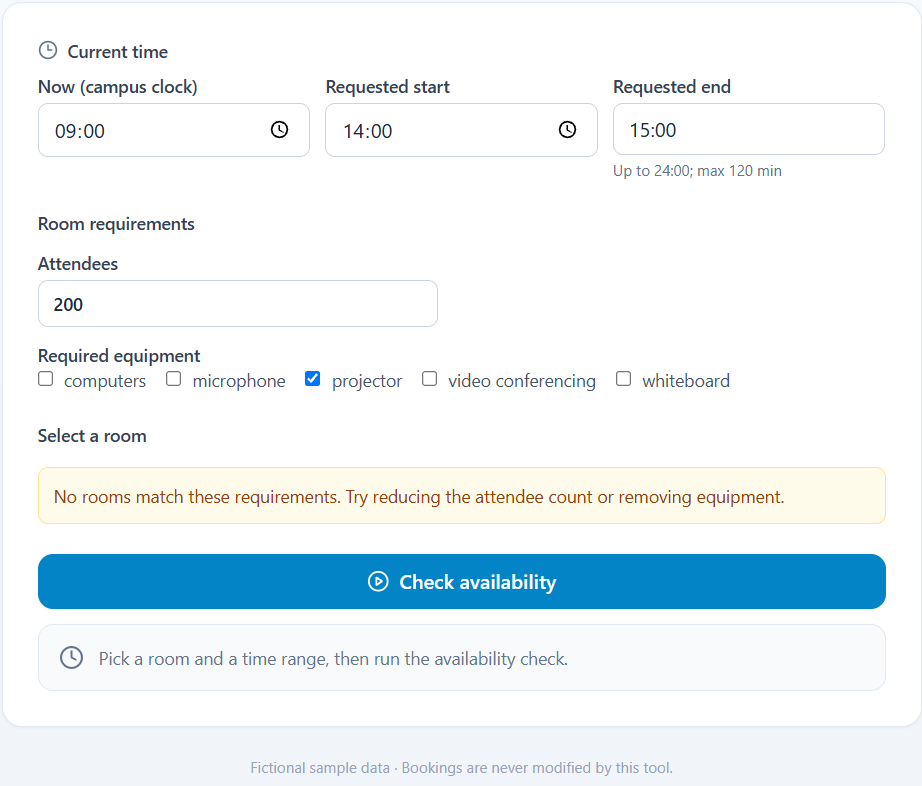 Current time
Now (campus clock) Requested start Requested end
09:00 14:00 15:00
Up to 24:00; max 120 min
Room requirements
Attendees
200
Required equipment
computers microphone projector video conferencing whiteboard
Select a room
No rooms match these requirements. Try reducing the attendee count or removing equipment.
Check availability
Pick a room and a time range, then run the availability check.
Fictional sample data · Bookings are never modified by this tool.